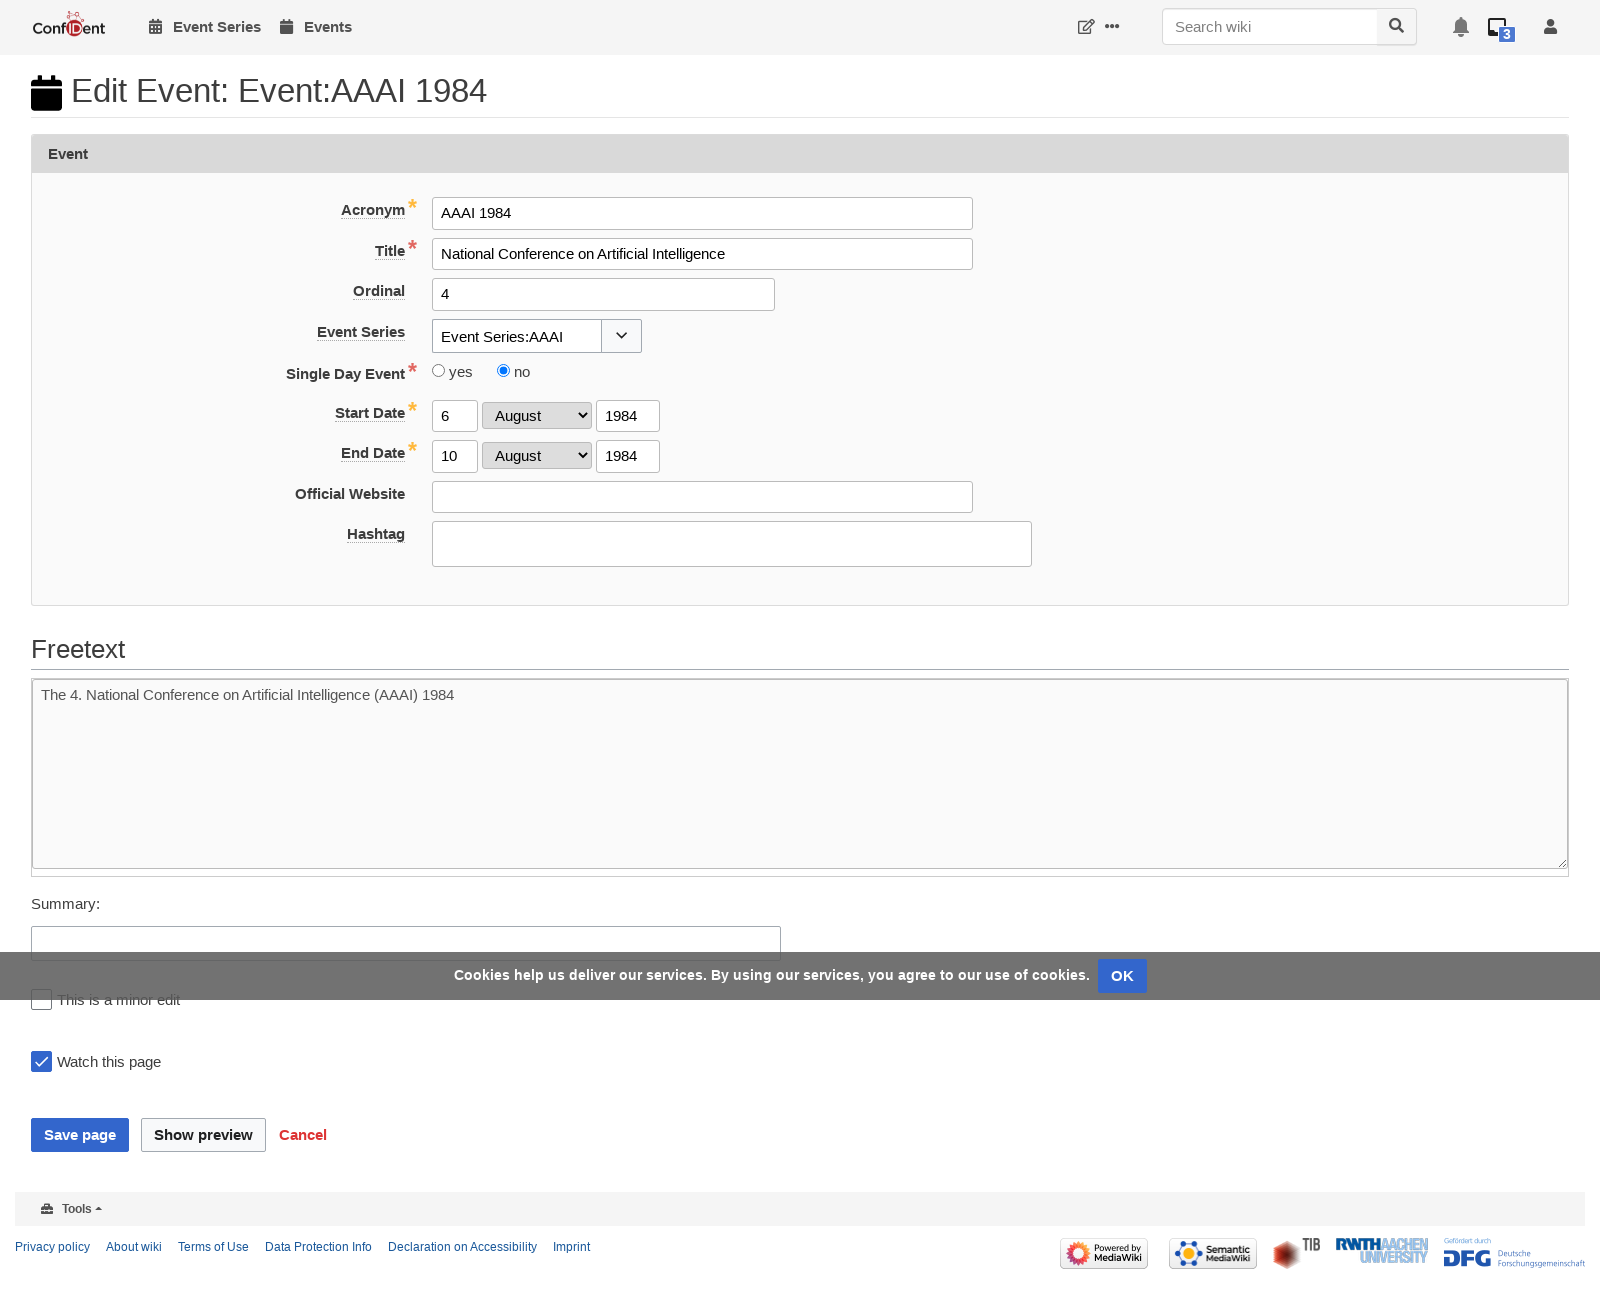 ConfIDent Event Series Events Search wiki 3
Edit Event: Event:AAAI 1984
Event
Acronym * AAAI 1984
Title * National Conference on Artificial Intelligence
Ordinal 4
Event Series Event Series:AAAI
Single Day Event * yes no
Start Date * 6 August 1984
End Date * 10 August 1984
Official Website
Hashtag
Freetext
The 4. National Conference on Artificial Intelligence (AAAI) 1984
Summary:
Cookies help us deliver our services. By using our services, you agree to our use of cookies. OK
This is a minor edit
Watch this page
Save page Show preview Cancel
Tools
Privacy policy About wiki Terms of Use Data Protection Info Declaration on Accessibility Imprint
Powered by
MediaWiki
Semantic
MediaWiki
TIB
RWTH AACHEN
UNIVERSITY
Gefördert durch
DFG Deutsche
Forschungsgemeinschaft